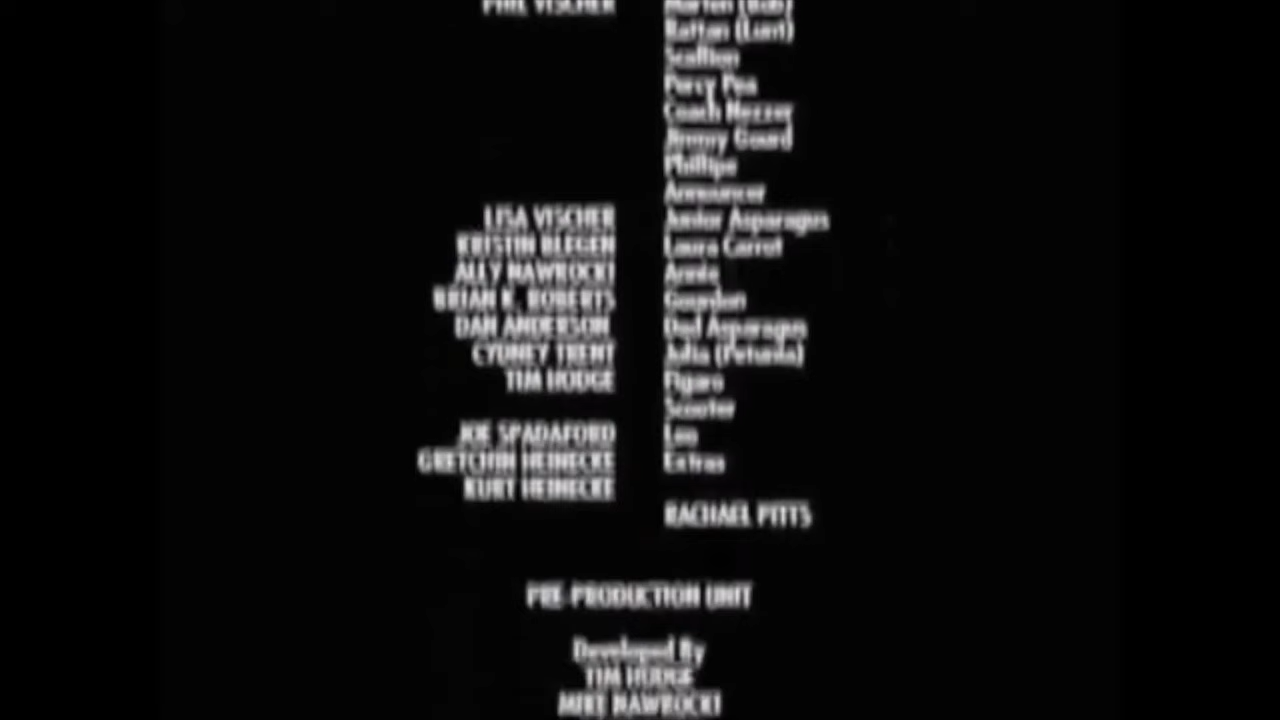 PHIL VISCHER Marten (Bob)
Rattan (Lunt)
Scallion
Percy Pea
Coach Nezzer
Jimmy Gourd
Phillipe
Announcer
LISA VISCHER Junior Asparagus
KRISTIN BLEGEN Laura Carrot
ALLY NAWROCKI Annie
BRIAN K. ROBERTS Gourdon
DAN ANDERSON Dad Asparagus
CYDNEY TRENT Julia (Petunia)
TIM HODGE Figaro
Scooter
JOE SPADAFORD Lou
GRETCHIN HEINECKE Extras
KURT HEINECKE
RACHAEL PITTS
PRE-PRODUCTION UNIT
Developed By
TIM HODGE
MIKE NAWROCKI